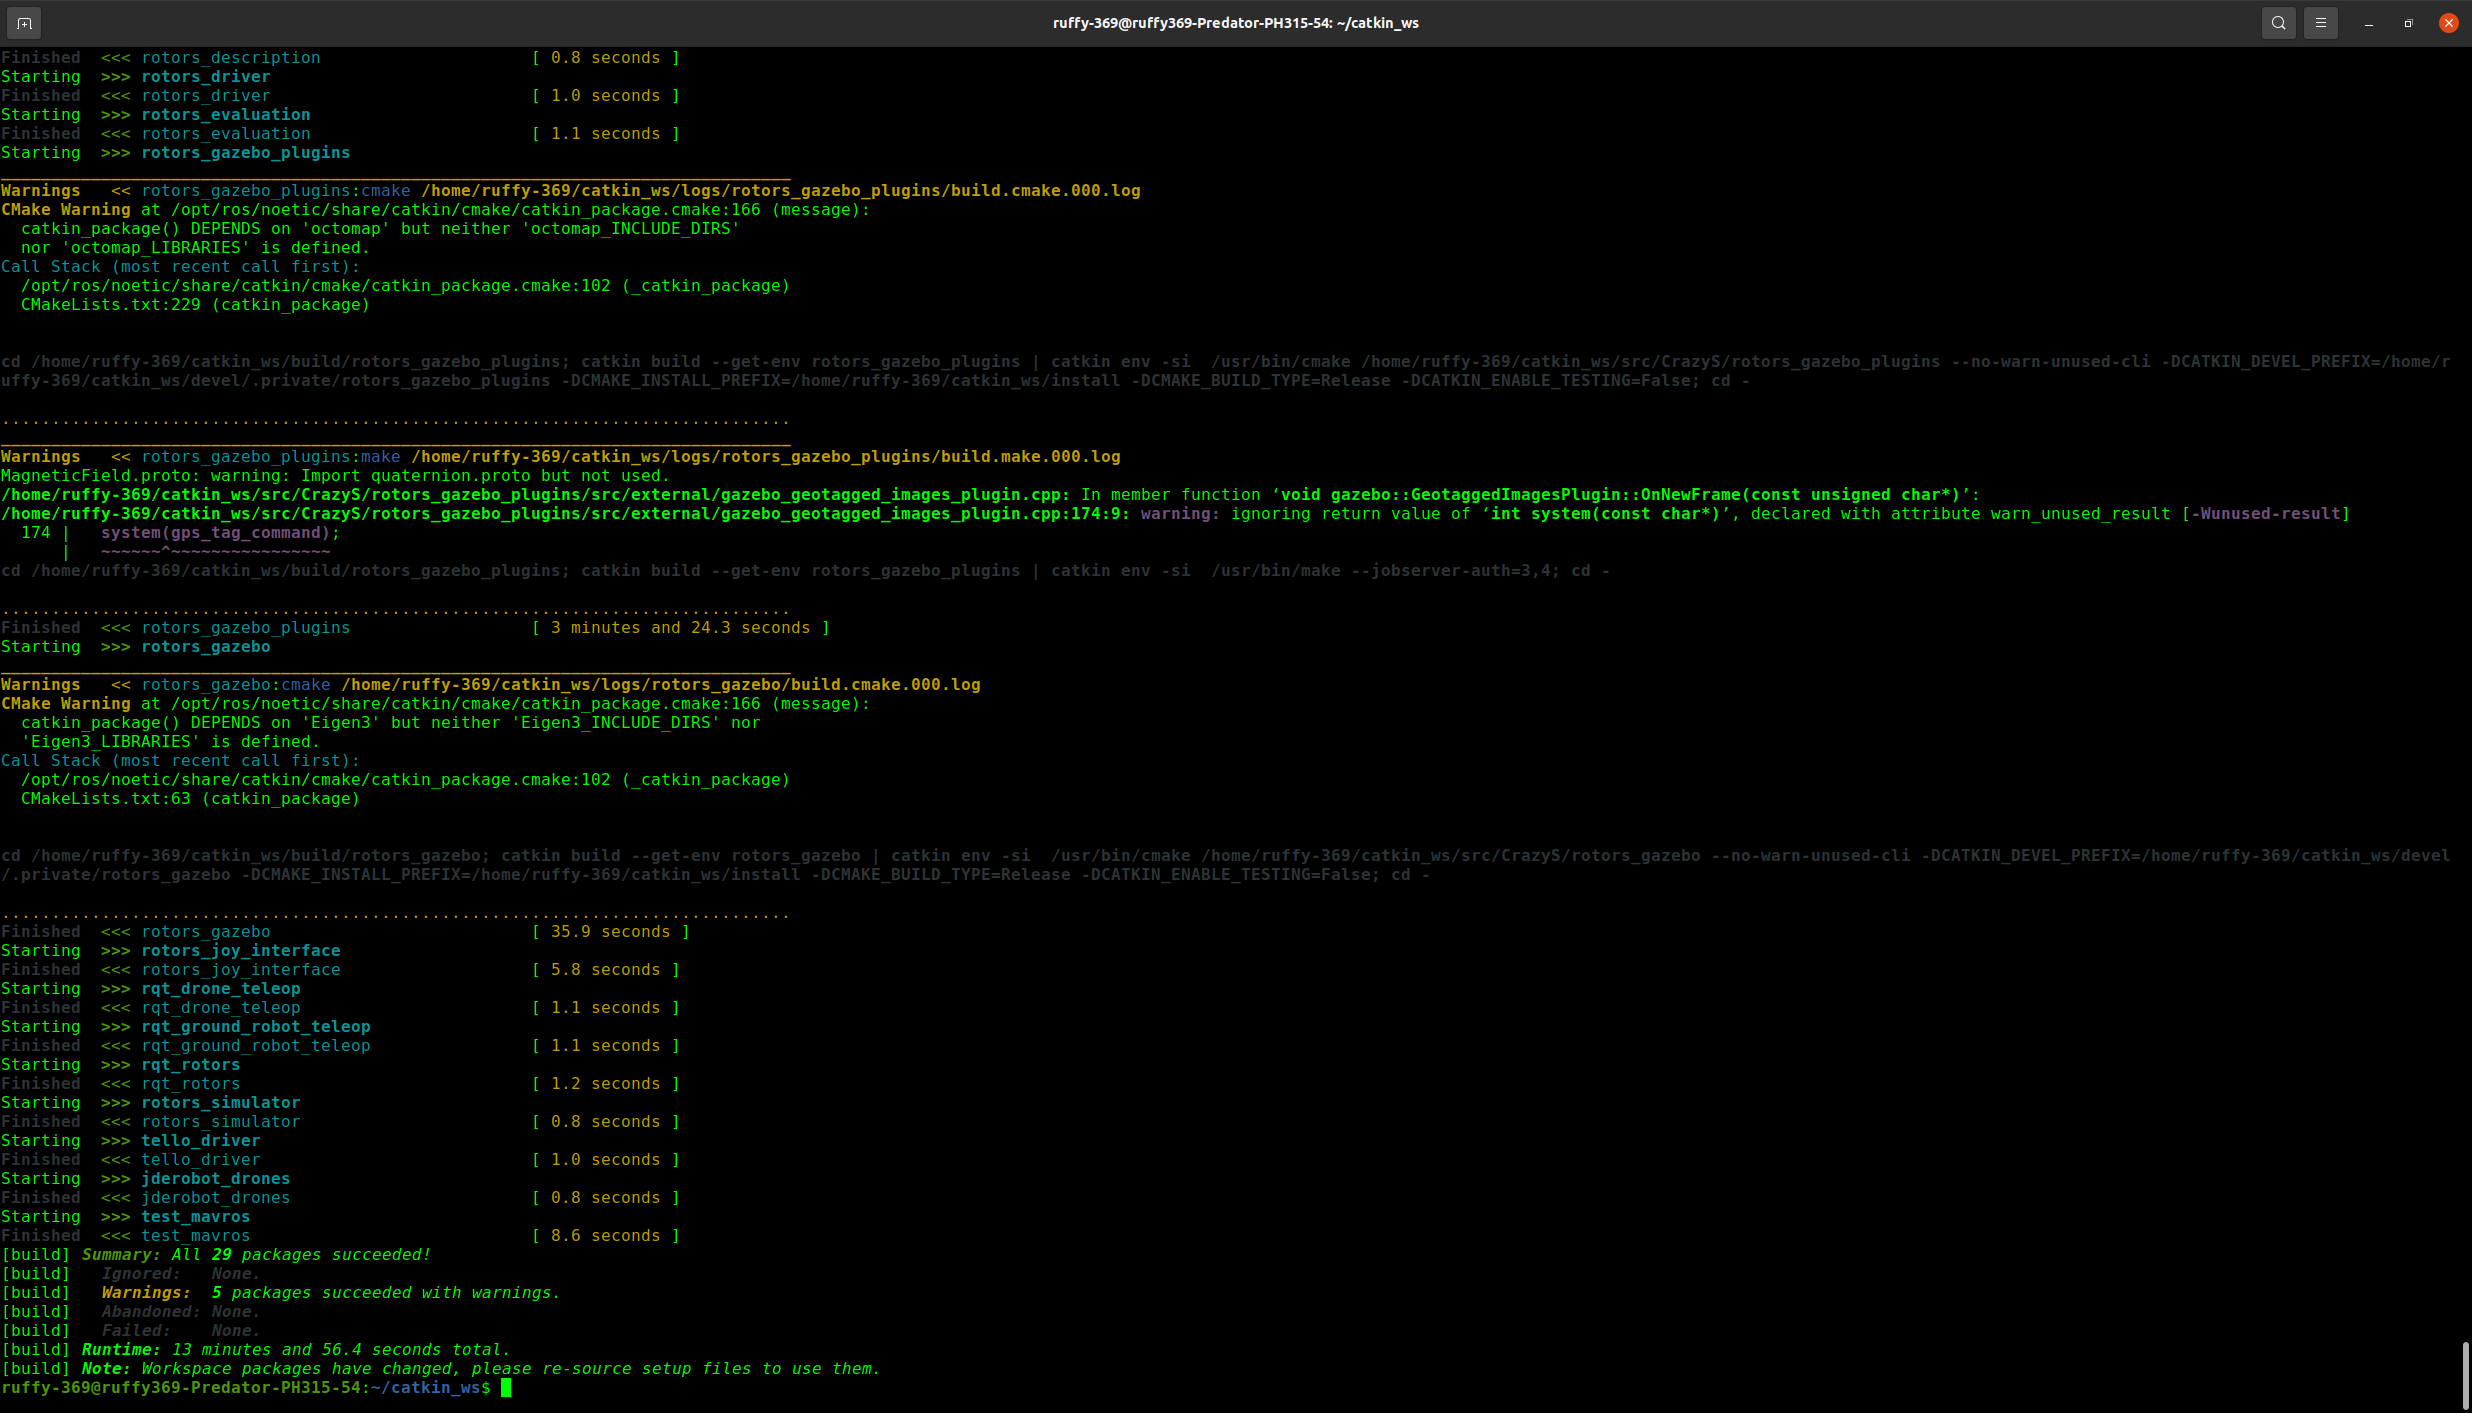 ruffy-369@ruffy369-Predator-PH315-54: ~/catkin_ws
Finished  <<< rotors_description                     [ 0.8 seconds ]
Starting  >>> rotors_driver
Finished  <<< rotors_driver                          [ 1.0 seconds ]
Starting  >>> rotors_evaluation
Finished  <<< rotors_evaluation                      [ 1.1 seconds ]
Starting  >>> rotors_gazebo_plugins
_______________________________________________________________________________
Warnings   << rotors_gazebo_plugins:cmake /home/ruffy-369/catkin_ws/logs/rotors_gazebo_plugins/build.cmake.000.log
CMake Warning at /opt/ros/noetic/share/catkin/cmake/catkin_package.cmake:166 (message):
  catkin_package() DEPENDS on 'octomap' but neither 'octomap_INCLUDE_DIRS'
  nor 'octomap_LIBRARIES' is defined.
Call Stack (most recent call first):
  /opt/ros/noetic/share/catkin/cmake/catkin_package.cmake:102 (_catkin_package)
  CMakeLists.txt:229 (catkin_package)
cd /home/ruffy-369/catkin_ws/build/rotors_gazebo_plugins; catkin build --get-env rotors_gazebo_plugins | catkin env -si  /usr/bin/cmake /home/ruffy-369/catkin_ws/src/CrazyS/rotors_gazebo_plugins --no-warn-unused-cli -DCATKIN_DEVEL_PREFIX=/home/r
uffy-369/catkin_ws/devel/.private/rotors_gazebo_plugins -DCMAKE_INSTALL_PREFIX=/home/ruffy-369/catkin_ws/install -DCMAKE_BUILD_TYPE=Release -DCATKIN_ENABLE_TESTING=False; cd -
...............................................................................
_______________________________________________________________________________
Warnings   << rotors_gazebo_plugins:make /home/ruffy-369/catkin_ws/logs/rotors_gazebo_plugins/build.make.000.log
MagneticField.proto: warning: Import quaternion.proto but not used.
/home/ruffy-369/catkin_ws/src/CrazyS/rotors_gazebo_plugins/src/external/gazebo_geotagged_images_plugin.cpp: In member function ‘void gazebo::GeotaggedImagesPlugin::OnNewFrame(const unsigned char*)’:
/home/ruffy-369/catkin_ws/src/CrazyS/rotors_gazebo_plugins/src/external/gazebo_geotagged_images_plugin.cpp:174:9: warning: ignoring return value of ‘int system(const char*)’, declared with attribute warn_unused_result [-Wunused-result]
  174 |   system(gps_tag_command);
      |   ~~~~~~^~~~~~~~~~~~~~~~~
cd /home/ruffy-369/catkin_ws/build/rotors_gazebo_plugins; catkin build --get-env rotors_gazebo_plugins | catkin env -si  /usr/bin/make --jobserver-auth=3,4; cd -
...............................................................................
Finished  <<< rotors_gazebo_plugins                  [ 3 minutes and 24.3 seconds ]
Starting  >>> rotors_gazebo
_______________________________________________________________________________
Warnings   << rotors_gazebo:cmake /home/ruffy-369/catkin_ws/logs/rotors_gazebo/build.cmake.000.log
CMake Warning at /opt/ros/noetic/share/catkin/cmake/catkin_package.cmake:166 (message):
  catkin_package() DEPENDS on 'Eigen3' but neither 'Eigen3_INCLUDE_DIRS' nor
  'Eigen3_LIBRARIES' is defined.
Call Stack (most recent call first):
  /opt/ros/noetic/share/catkin/cmake/catkin_package.cmake:102 (_catkin_package)
  CMakeLists.txt:63 (catkin_package)
cd /home/ruffy-369/catkin_ws/build/rotors_gazebo; catkin build --get-env rotors_gazebo | catkin env -si  /usr/bin/cmake /home/ruffy-369/catkin_ws/src/CrazyS/rotors_gazebo --no-warn-unused-cli -DCATKIN_DEVEL_PREFIX=/home/ruffy-369/catkin_ws/devel
/.private/rotors_gazebo -DCMAKE_INSTALL_PREFIX=/home/ruffy-369/catkin_ws/install -DCMAKE_BUILD_TYPE=Release -DCATKIN_ENABLE_TESTING=False; cd -
...............................................................................
Finished  <<< rotors_gazebo                          [ 35.9 seconds ]
Starting  >>> rotors_joy_interface
Finished  <<< rotors_joy_interface                   [ 5.8 seconds ]
Starting  >>> rqt_drone_teleop
Finished  <<< rqt_drone_teleop                       [ 1.1 seconds ]
Starting  >>> rqt_ground_robot_teleop
Finished  <<< rqt_ground_robot_teleop                [ 1.1 seconds ]
Starting  >>> rqt_rotors
Finished  <<< rqt_rotors                             [ 1.2 seconds ]
Starting  >>> rotors_simulator
Finished  <<< rotors_simulator                       [ 0.8 seconds ]
Starting  >>> tello_driver
Finished  <<< tello_driver                           [ 1.0 seconds ]
Starting  >>> jderobot_drones
Finished  <<< jderobot_drones                        [ 0.8 seconds ]
Starting  >>> test_mavros
Finished  <<< test_mavros                            [ 8.6 seconds ]
[build] Summary: All 29 packages succeeded!
[build]   Ignored:   None.
[build]   Warnings:  5 packages succeeded with warnings.
[build]   Abandoned: None.
[build]   Failed:    None.
[build] Runtime: 13 minutes and 56.4 seconds total.
[build] Note: Workspace packages have changed, please re-source setup files to use them.
ruffy-369@ruffy369-Predator-PH315-54:~/catkin_ws$